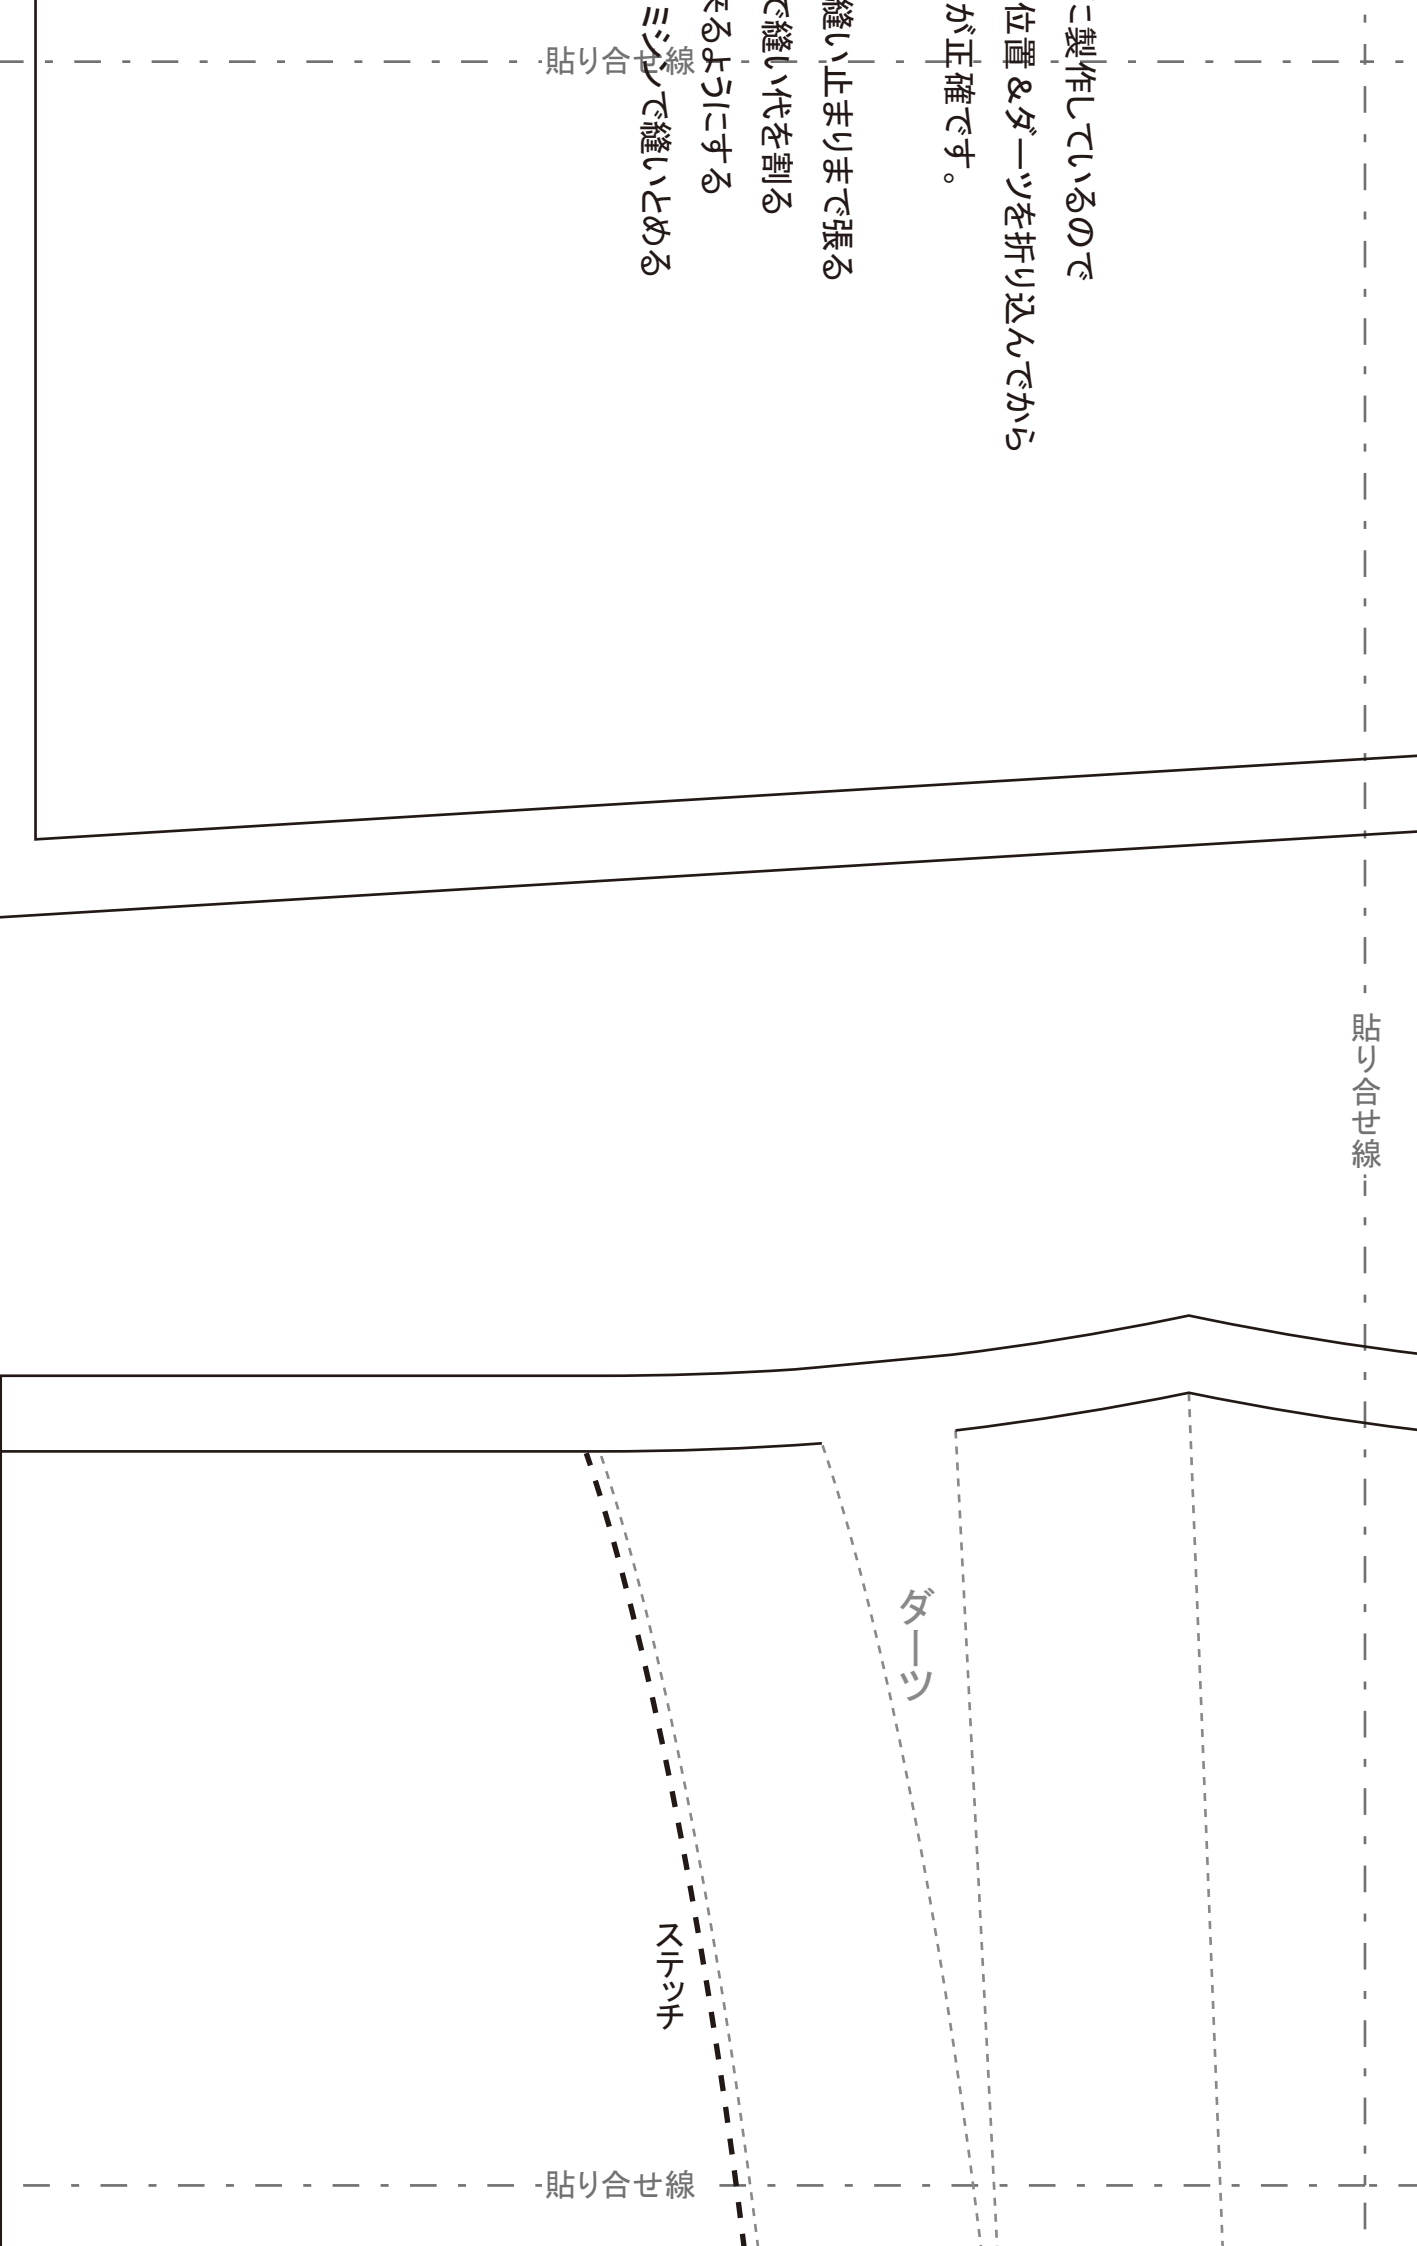 に製作しているので
位置&ダーツを折り込んでから
が正確です。
縫い止まりまで張る
で縫い代を割る
来るようにする
ミシンで縫いとめる
貼り合せ線
貼り合せ線
ダーツ
ステッチ
貼り合せ線